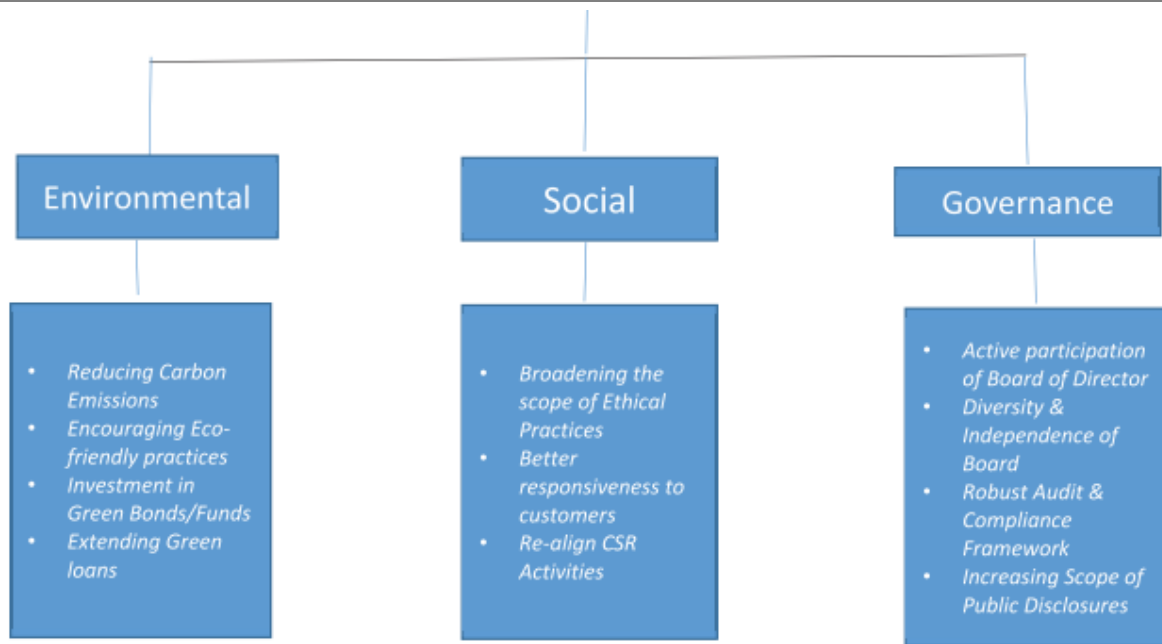 Environmental
Social
Governance
• Reducing Carbon
Emissions
• Encouraging Eco-
friendly practices
• Investment in
Green Bonds/Funds
• Extending Green
loans
• Broadening the
scope of Ethical
Practices
• Better
responsiveness to
customers
• Re-align CSR
Activities
• Active participation
of Board of Director
• Diversity &
Independence of
Board
• Robust Audit &
Compliance
Framework
• Increasing Scope of
Public Disclosures